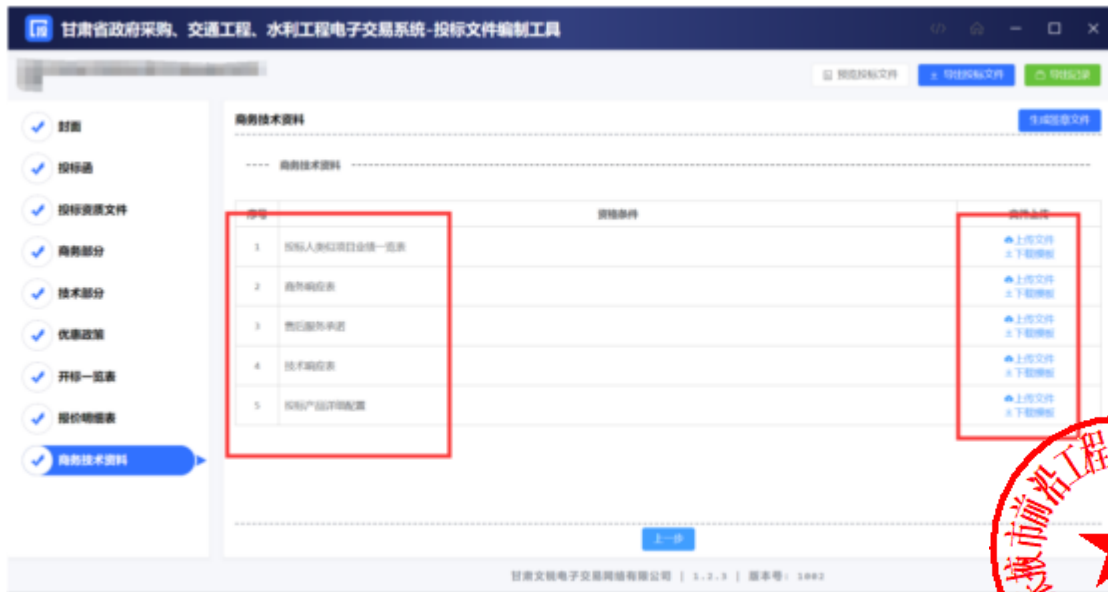 甘肃省政府采购、交通工程、水利工程电子交易系统-投标文件编制工具
预览投标文件 导出投标文件 导出记录
封面
投标函
投标资质文件
商务部分
技术部分
优惠政策
开标一览表
报价明细表
商务技术资料
商务技术资料
生成签章文件
商务技术资料
序号 资格条件 文件上传
1 投标人类似项目业绩一览表 上传文件 下载模板
2 商务响应表 上传文件 下载模板
3 售后服务承诺 上传文件 下载模板
4 技术响应表 上传文件 下载模板
5 投标产品详细配置 上传文件 下载模板
上一步
甘肃文锐电子交易网络有限公司 | 1.2.3 | 版本号: 1002
市前沿工程